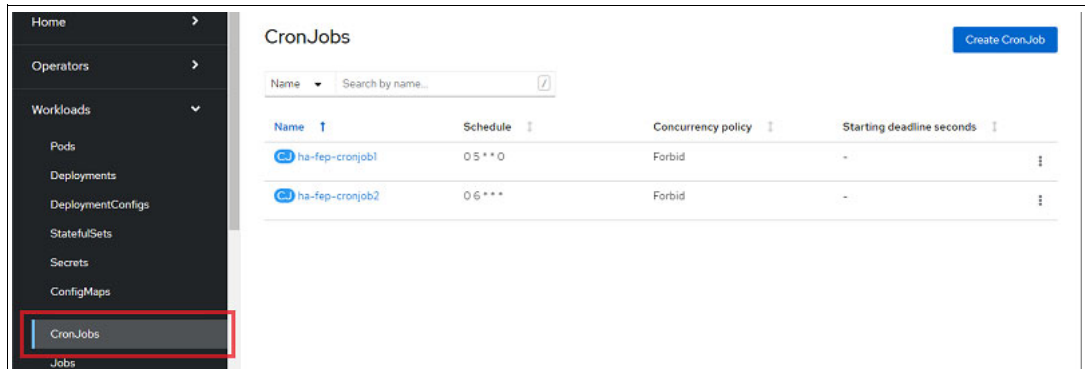 Home
Operators
Workloads
Pods
Deployments
DeploymentConfigs
StatefulSets
Secrets
ConfigMaps
CronJobs
Jobs
CronJobs
Create CronJob
Name Search by name... /
Name Schedule Concurrency policy Starting deadline seconds
CJ ha-fep-cronjob1 0 5 * * 0 Forbid -
CJ ha-fep-cronjob2 0 6 * * * Forbid -